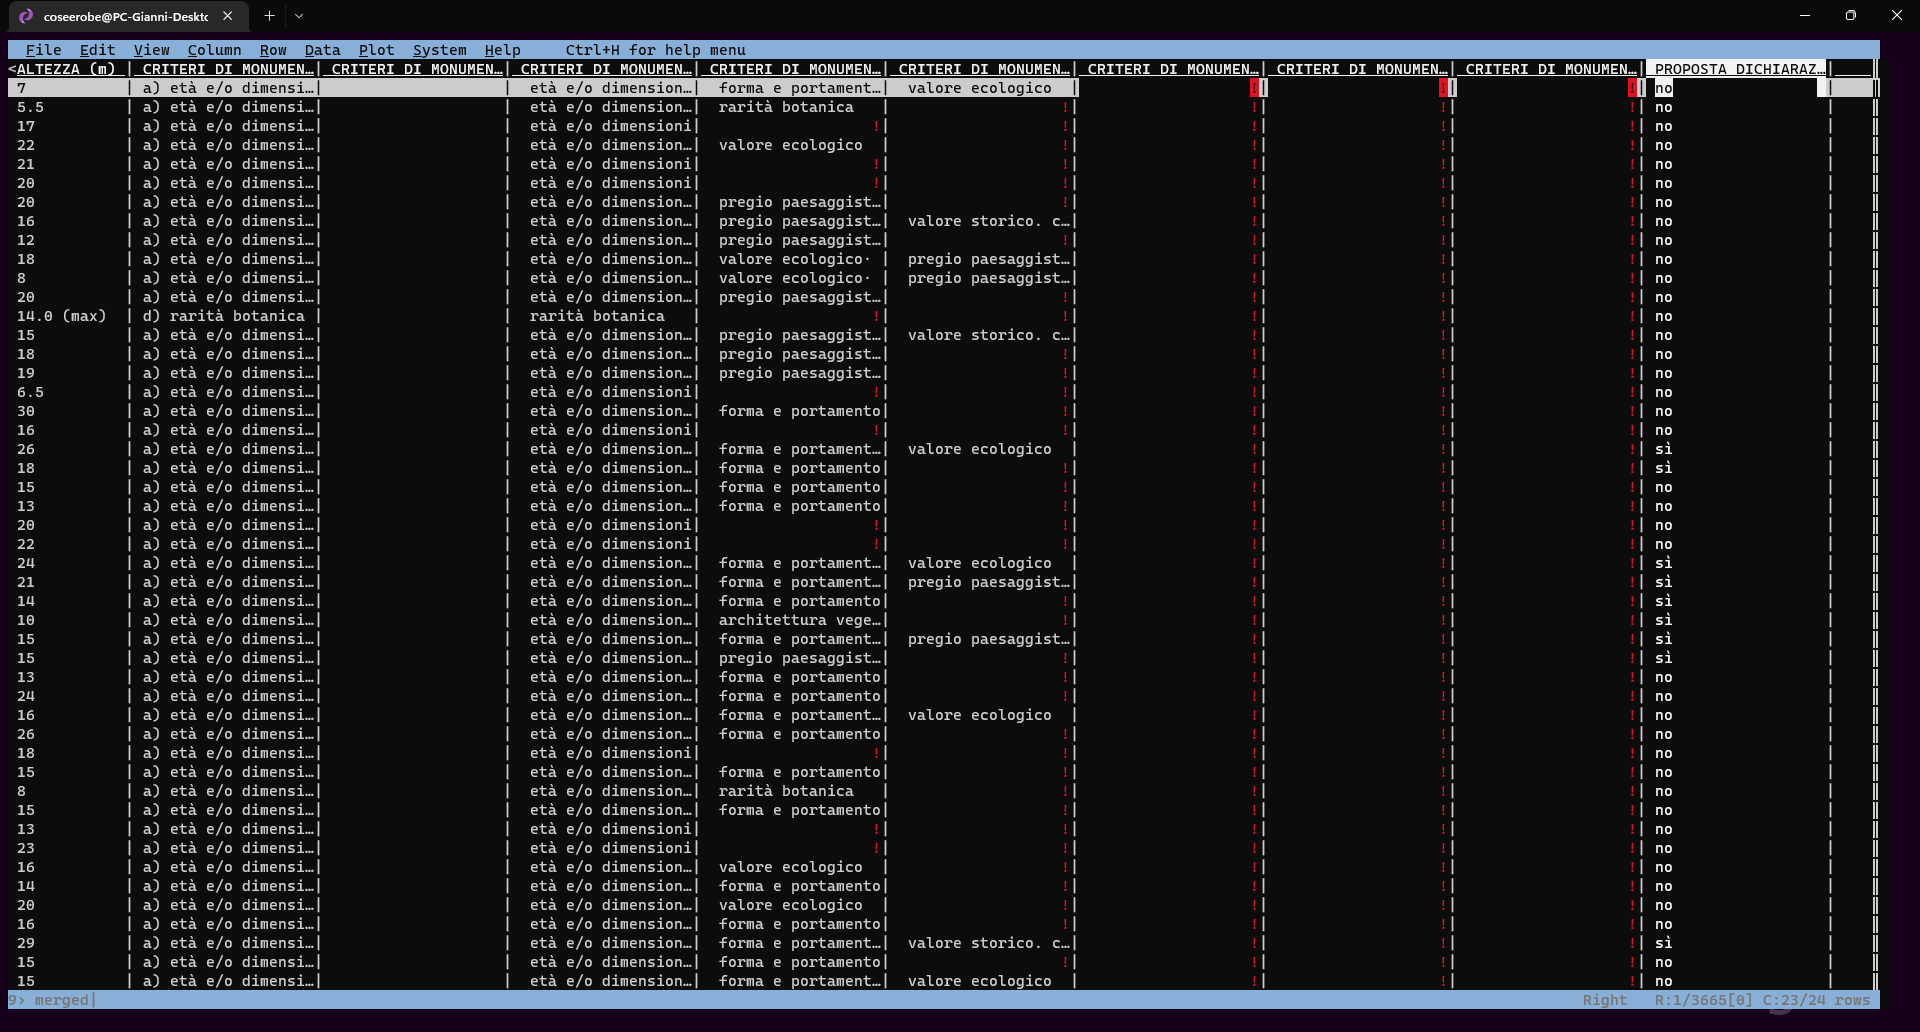 coseerobe@PC-Gianni-Deskto
File Edit View Column Row Data Plot System Help Ctrl+H for help menu
<ALTEZZA (m) | CRITERI DI MONUMEN…| CRITERI DI MONUMEN…| CRITERI DI MONUMEN…| CRITERI DI MONUMEN…| CRITERI DI MONUMEN…| CRITERI DI MONUMEN…| CRITERI DI MONUMEN…| CRITERI DI MONUMEN…| PROPOSTA DICHIARAZ…|
7 | a) età e/o dimensi…| | età e/o dimension…| forma e portament…| valore ecologico | !| !| !| no |
5.5 | a) età e/o dimensi…| | età e/o dimension…| rarità botanica | !| !| !| !| no |
17 | a) età e/o dimensi…| | età e/o dimensioni| !| !| !| !| !| no |
22 | a) età e/o dimensi…| | età e/o dimension…| valore ecologico | !| !| !| !| no |
21 | a) età e/o dimensi…| | età e/o dimensioni| !| !| !| !| !| no |
20 | a) età e/o dimensi…| | età e/o dimensioni| !| !| !| !| !| no |
20 | a) età e/o dimensi…| | età e/o dimension…| pregio paesaggist…| !| !| !| !| no |
16 | a) età e/o dimensi…| | età e/o dimension…| pregio paesaggist…| valore storico. c…| !| !| !| no |
12 | a) età e/o dimensi…| | età e/o dimension…| pregio paesaggist…| !| !| !| !| no |
18 | a) età e/o dimensi…| | età e/o dimension…| valore ecologico· | pregio paesaggist…| !| !| !| no |
8 | a) età e/o dimensi…| | età e/o dimension…| valore ecologico· | pregio paesaggist…| !| !| !| no |
20 | a) età e/o dimensi…| | età e/o dimension…| pregio paesaggist…| !| !| !| !| no |
14.0 (max) | d) rarità botanica | | rarità botanica | !| !| !| !| !| no |
15 | a) età e/o dimensi…| | età e/o dimension…| pregio paesaggist…| valore storico. c…| !| !| !| no |
18 | a) età e/o dimensi…| | età e/o dimension…| pregio paesaggist…| !| !| !| !| no |
19 | a) età e/o dimensi…| | età e/o dimension…| pregio paesaggist…| !| !| !| !| no |
6.5 | a) età e/o dimensi…| | età e/o dimensioni| !| !| !| !| !| no |
30 | a) età e/o dimensi…| | età e/o dimension…| forma e portamento| !| !| !| !| no |
16 | a) età e/o dimensi…| | età e/o dimensioni| !| !| !| !| !| no |
26 | a) età e/o dimensi…| | età e/o dimension…| forma e portament…| valore ecologico | !| !| !| sì |
18 | a) età e/o dimensi…| | età e/o dimension…| forma e portamento| !| !| !| !| sì |
15 | a) età e/o dimensi…| | età e/o dimension…| forma e portamento| !| !| !| !| sì |
13 | a) età e/o dimensi…| | età e/o dimension…| forma e portamento| !| !| !| !| no |
20 | a) età e/o dimensi…| | età e/o dimensioni| !| !| !| !| !| no |
22 | a) età e/o dimensi…| | età e/o dimensioni| !| !| !| !| !| no |
24 | a) età e/o dimensi…| | età e/o dimension…| forma e portament…| valore ecologico | !| !| !| sì |
21 | a) età e/o dimensi…| | età e/o dimension…| forma e portament…| pregio paesaggist…| !| !| !| sì |
14 | a) età e/o dimensi…| | età e/o dimension…| forma e portamento| !| !| !| !| sì |
10 | a) età e/o dimensi…| | età e/o dimension…| architettura vege…| !| !| !| !| sì |
15 | a) età e/o dimensi…| | età e/o dimension…| forma e portament…| pregio paesaggist…| !| !| !| sì |
15 | a) età e/o dimensi…| | età e/o dimension…| pregio paesaggist…| !| !| !| !| sì |
13 | a) età e/o dimensi…| | età e/o dimension…| forma e portamento| !| !| !| !| no |
24 | a) età e/o dimensi…| | età e/o dimension…| forma e portamento| !| !| !| !| no |
16 | a) età e/o dimensi…| | età e/o dimension…| forma e portament…| valore ecologico | !| !| !| no |
26 | a) età e/o dimensi…| | età e/o dimension…| forma e portamento| !| !| !| !| no |
18 | a) età e/o dimensi…| | età e/o dimensioni| !| !| !| !| !| no |
15 | a) età e/o dimensi…| | età e/o dimension…| forma e portamento| !| !| !| !| no |
8 | a) età e/o dimensi…| | età e/o dimension…| rarità botanica | !| !| !| !| no |
15 | a) età e/o dimensi…| | età e/o dimension…| forma e portamento| !| !| !| !| no |
13 | a) età e/o dimensi…| | età e/o dimensioni| !| !| !| !| !| no |
23 | a) età e/o dimensi…| | età e/o dimensioni| !| !| !| !| !| no |
16 | a) età e/o dimensi…| | età e/o dimension…| valore ecologico | !| !| !| !| no |
14 | a) età e/o dimensi…| | età e/o dimension…| forma e portamento| !| !| !| !| no |
20 | a) età e/o dimensi…| | età e/o dimension…| valore ecologico | !| !| !| !| no |
16 | a) età e/o dimensi…| | età e/o dimension…| forma e portamento| !| !| !| !| no |
29 | a) età e/o dimensi…| | età e/o dimension…| forma e portament…| valore storico. c…| !| !| !| sì |
15 | a) età e/o dimensi…| | età e/o dimension…| forma e portamento| !| !| !| !| no |
15 | a) età e/o dimensi…| | età e/o dimension…| forma e portament…| valore ecologico | !| !| !| no |
9› merged| Right R:1/3665[0] C:23/24 rows